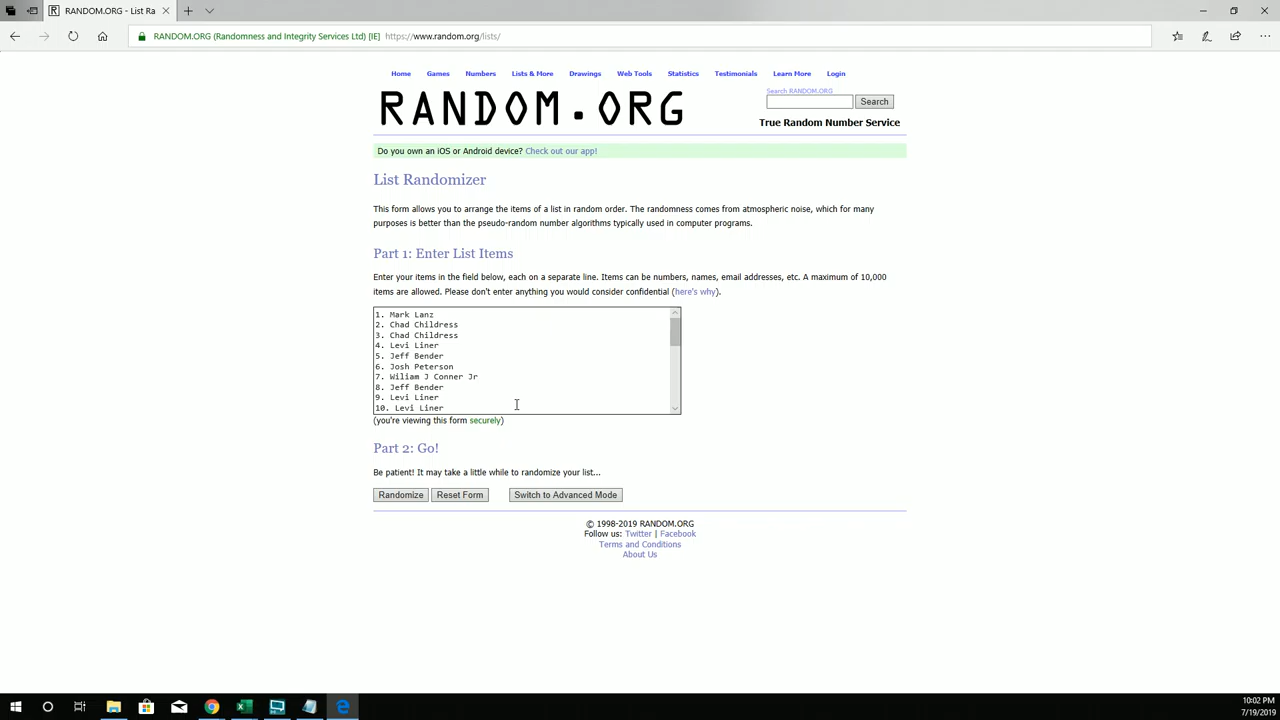 RANDOM.ORG - List Ra
RANDOM.ORG (Randomness and Integrity Services Ltd) [IE] https://www.random.org/lists/
Home Games Numbers Lists & More Drawings Web Tools Statistics Testimonials Learn More Login
Search RANDOM.ORG
RANDOM.ORG
Search
True Random Number Service
Do you own an iOS or Android device? Check out our app!
List Randomizer
This form allows you to arrange the items of a list in random order. The randomness comes from atmospheric noise, which for many
purposes is better than the pseudo-random number algorithms typically used in computer programs.
Part 1: Enter List Items
Enter your items in the field below, each on a separate line. Items can be numbers, names, email addresses, etc. A maximum of 10,000
items are allowed. Please don't enter anything you would consider confidential (here's why).
1. Mark Lanz
2. Chad Childress
3. Chad Childress
4. Levi Liner
5. Jeff Bender
6. Josh Peterson
7. Wiliam J Conner Jr
8. Jeff Bender
9. Levi Liner
10. Levi Liner
(you're viewing this form securely)
Part 2: Go!
Be patient! It may take a little while to randomize your list...
Randomize Reset Form Switch to Advanced Mode
© 1998-2019 RANDOM.ORG
Follow us: Twitter | Facebook
Terms and Conditions
About Us
10:02 PM
7/19/2019